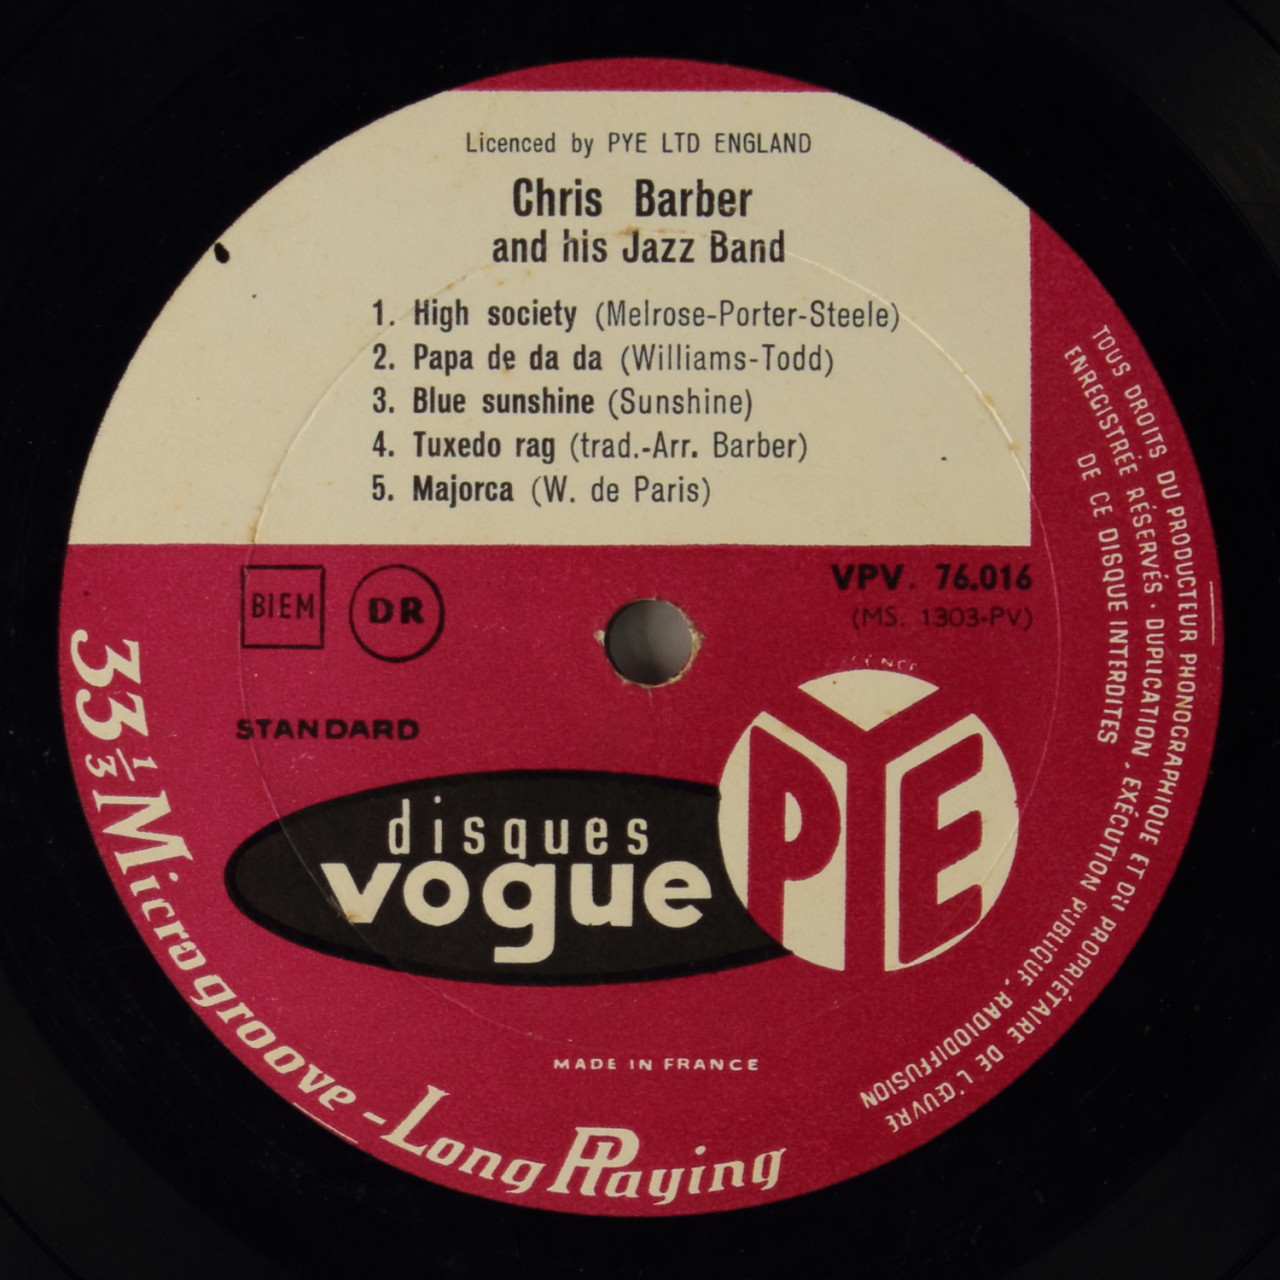 Licenced by PYE LTD ENGLAND
Chris Barber
and his Jazz Band
1. High society (Melrose-Porter-Steele)
2. Papa de da da (Williams-Todd)
3. Blue sunshine (Sunshine)
4. Tuxedo rag (trad.-Arr. Barber)
5. Majorca (W. de Paris)
BIEM
DR
VPV. 76.016
(MS. 1303-PV)
STANDARD
disques
vogue
PYE
MADE IN FRANCE
33 1/3 Microgroove - Long Playing
TOUS DROITS DU PRODUCTEUR PHONOGRAPHIQUE ET DU PROPRIÉTAIRE DE L'ŒUVRE
ENREGISTRÉE RÉSERVÉS · DUPLICATION, EXÉCUTION PUBLIQUE, RADIODIFFUSION
DE CE DISQUE INTERDITES